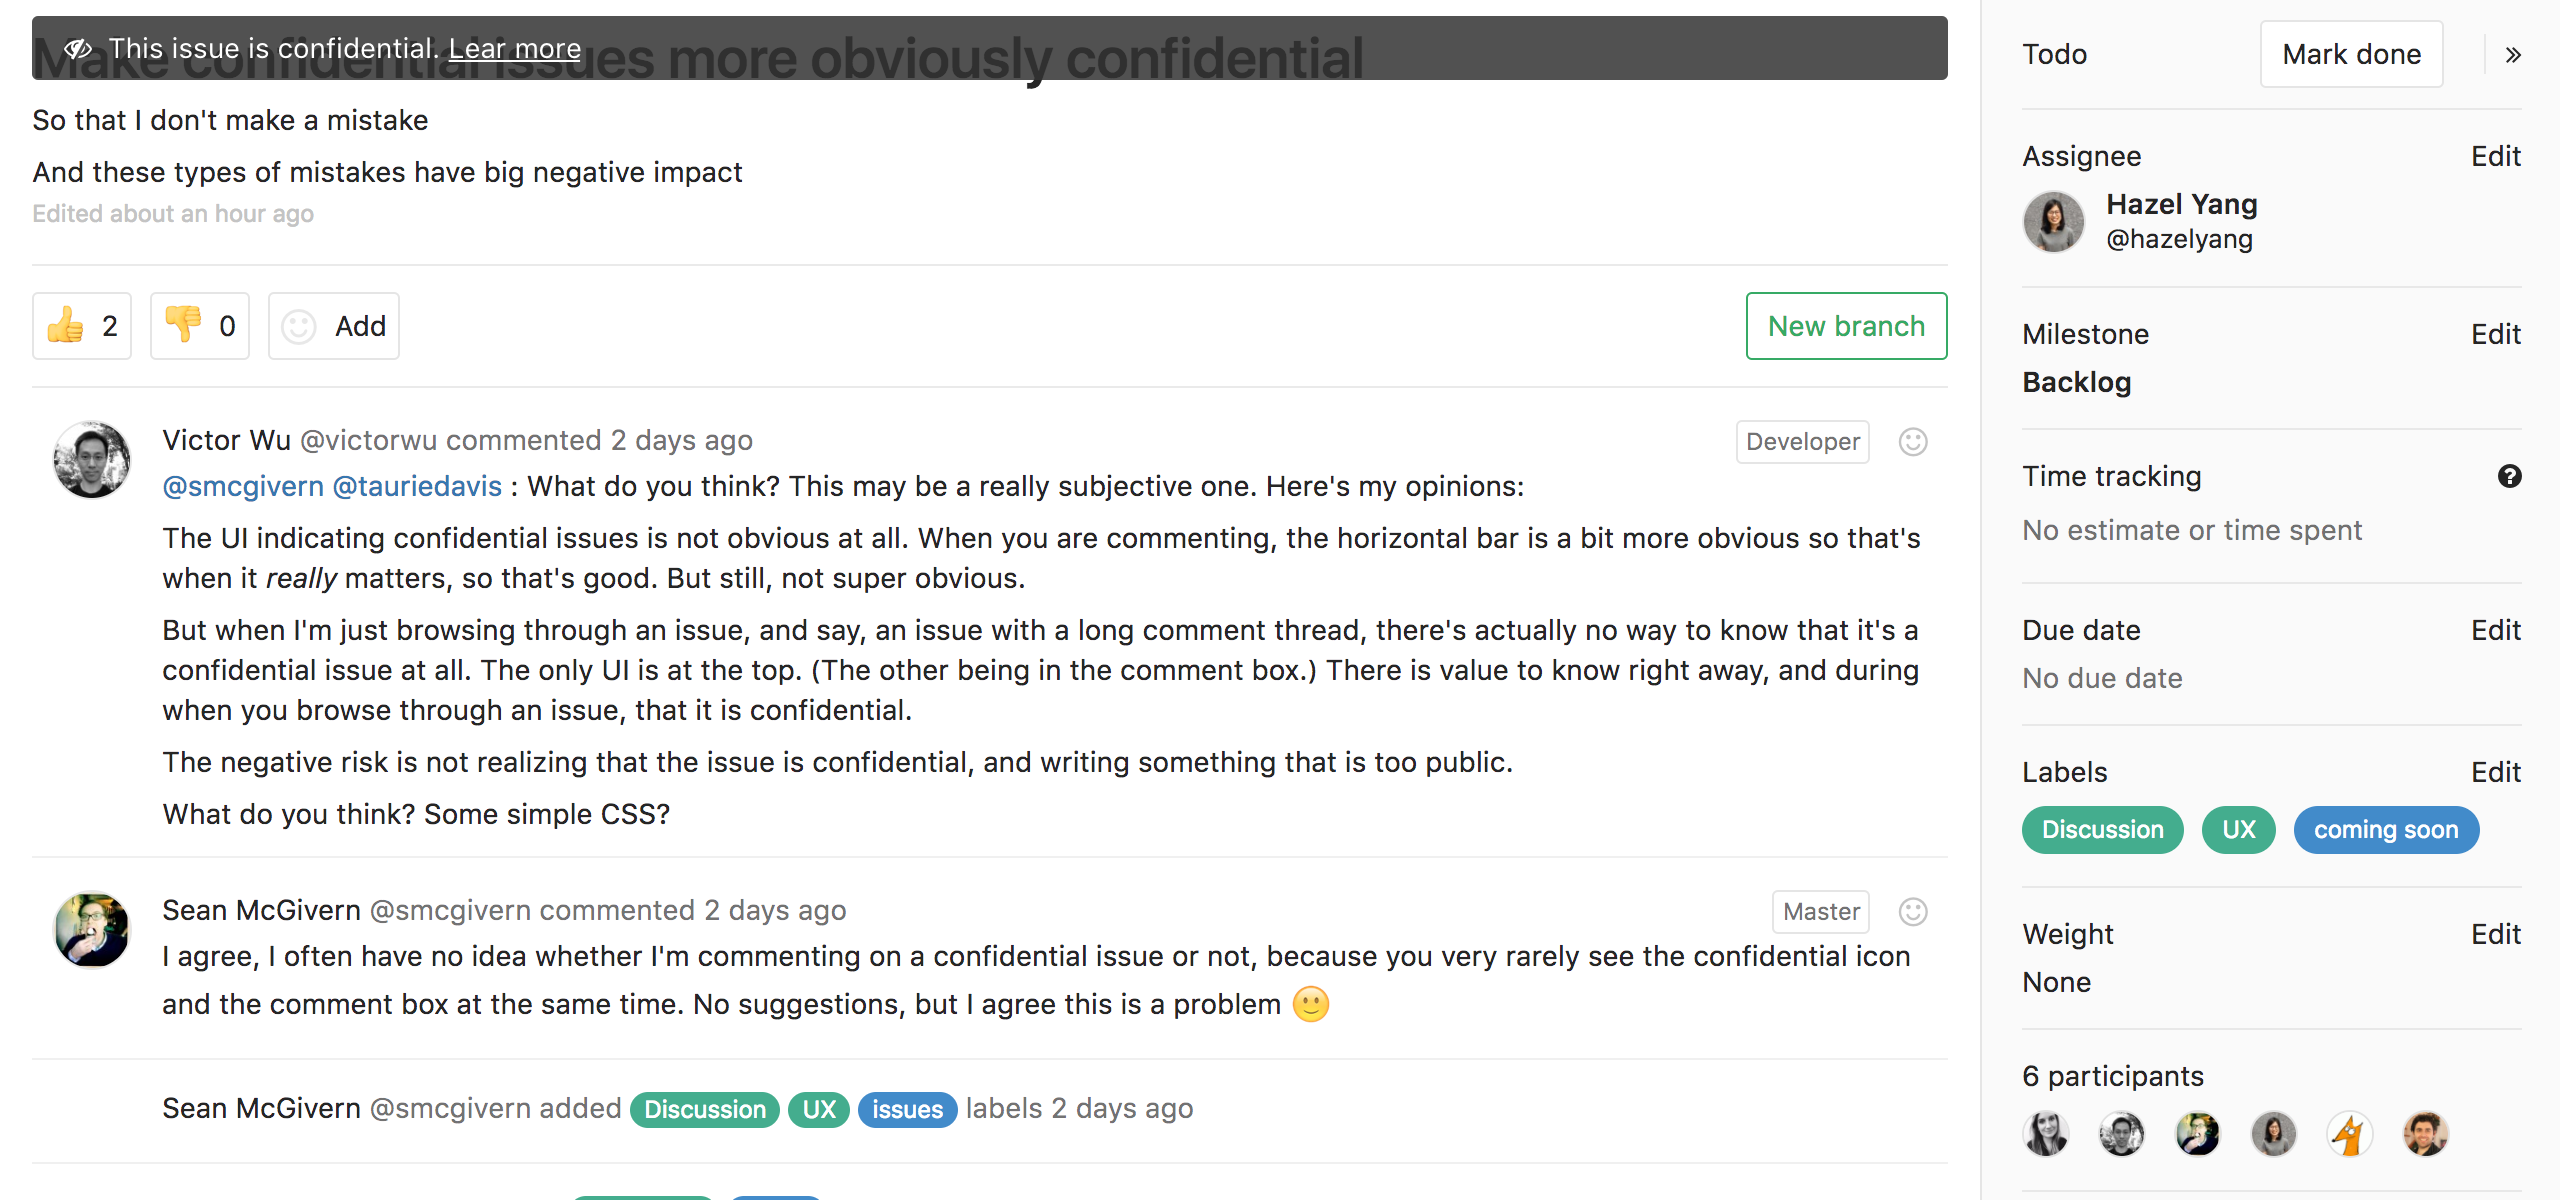 This issue is confidential. Lear more
Make confidential issues more obviously confidential
So that I don't make a mistake
And these types of mistakes have big negative impact
Edited about an hour ago
2
0
Add
New branch
Victor Wu @victorwu commented 2 days ago
Developer
@smcgivern @tauriedavis : What do you think? This may be a really subjective one. Here's my opinions:
The UI indicating confidential issues is not obvious at all. When you are commenting, the horizontal bar is a bit more obvious so that's
when it really matters, so that's good. But still, not super obvious.
But when I'm just browsing through an issue, and say, an issue with a long comment thread, there's actually no way to know that it's a
confidential issue at all. The only UI is at the top. (The other being in the comment box.) There is value to know right away, and during
when you browse through an issue, that it is confidential.
The negative risk is not realizing that the issue is confidential, and writing something that is too public.
What do you think? Some simple CSS?
Sean McGivern @smcgivern commented 2 days ago
Master
I agree, I often have no idea whether I'm commenting on a confidential issue or not, because you very rarely see the confidential icon
and the comment box at the same time. No suggestions, but I agree this is a problem
Sean McGivern @smcgivern added Discussion UX issues labels 2 days ago
Todo
Mark done
Assignee
Edit
Hazel Yang
@hazelyang
Milestone
Edit
Backlog
Time tracking
No estimate or time spent
Due date
Edit
No due date
Labels
Edit
Discussion UX coming soon
Weight
Edit
None
6 participants